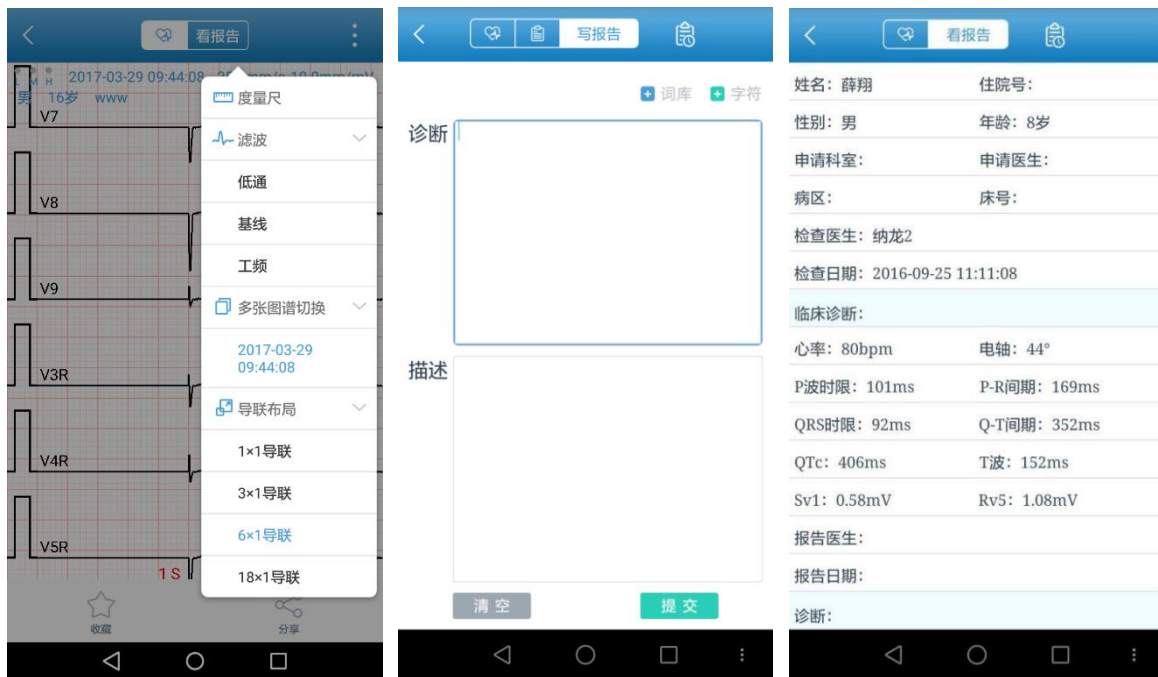 看报告
L M H 2017-03-29 09:44:08
男 16岁 www
V7
V8
V9
V3R
V4R
V5R
1 S
度量尺
滤波
低通
基线
工频
多张图谱切换
2017-03-29
09:44:08
导联布局
1×1导联
3×1导联
6×1导联
18×1导联
收藏
分享
写报告
词库 字符
诊断
描述
清空 提交
看报告
姓名：薛翔 住院号：
性别：男 年龄：8岁
申请科室： 申请医生：
病区： 床号：
检查医生：纳龙2
检查日期：2016-09-25 11:11:08
临床诊断：
心率：80bpm 电轴：44°
P波时限：101ms P-R间期：169ms
QRS时限：92ms Q-T间期：352ms
QTc：406ms T波：152ms
Sv1：0.58mV Rv5：1.08mV
报告医生：
报告日期：
诊断：